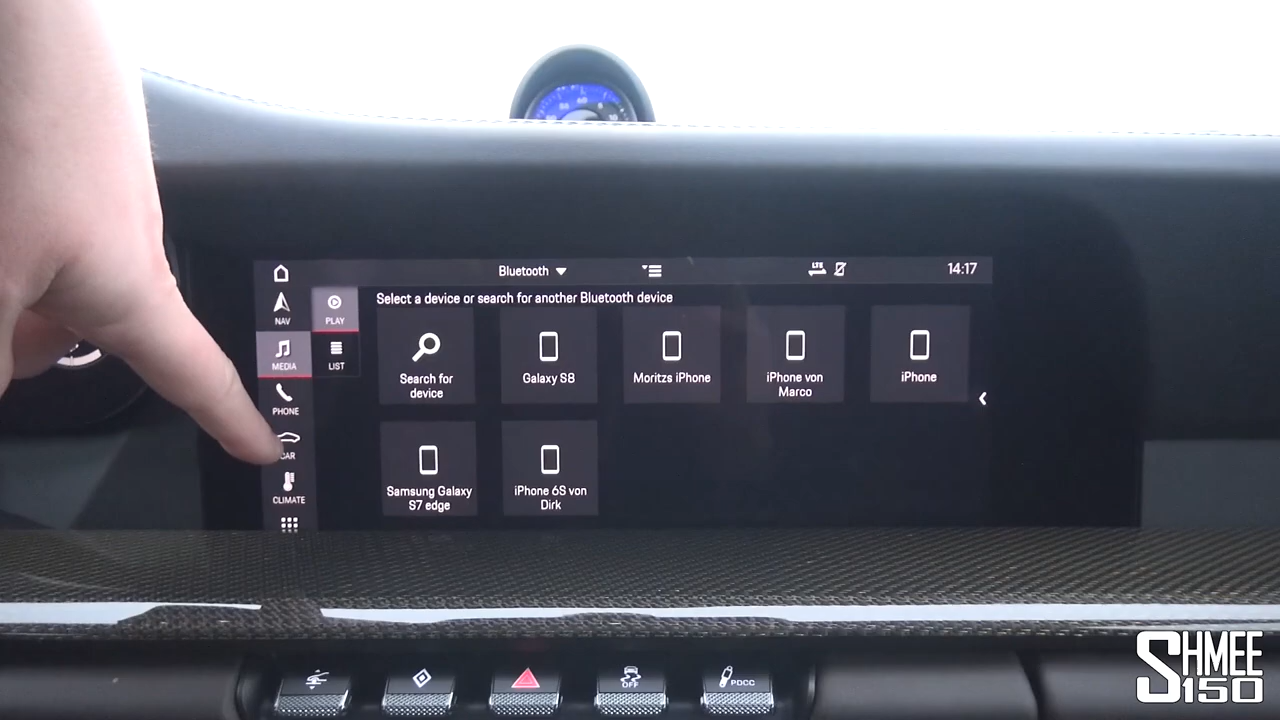 Bluetooth
LTE
14:17
NAV
PLAY
Select a device or search for another Bluetooth device
MEDIA
LIST
Search for
device
Galaxy S8
Moritzs iPhone
iPhone von
Marco
iPhone
PHONE
CAR
CLIMATE
Samsung Galaxy
S7 edge
iPhone 6S von
Dirk
OFF
PDCC
SHMEE
150